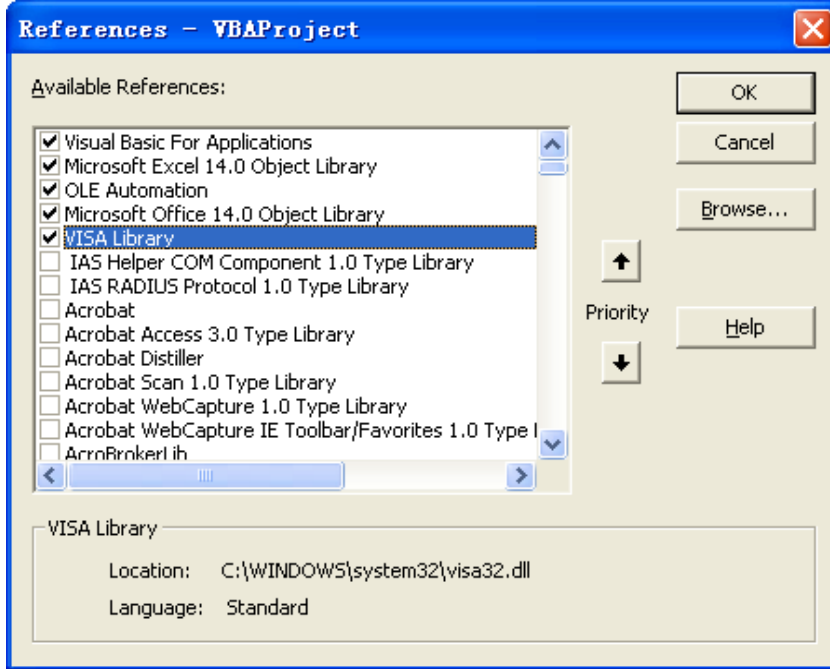 References - VBAProject
Available References:
Visual Basic For Applications
Microsoft Excel 14.0 Object Library
OLE Automation
Microsoft Office 14.0 Object Library
VISA Library
IAS Helper COM Component 1.0 Type Library
IAS RADIUS Protocol 1.0 Type Library
Acrobat
Acrobat Access 3.0 Type Library
Acrobat Distiller
Acrobat Scan 1.0 Type Library
Acrobat WebCapture 1.0 Type Library
Acrobat WebCapture IE Toolbar/Favorites 1.0 Type
AcroBrokerLib
Priority
OK
Cancel
Browse...
Help
VISA Library
Location: C:\WINDOWS\system32\visa32.dll
Language: Standard